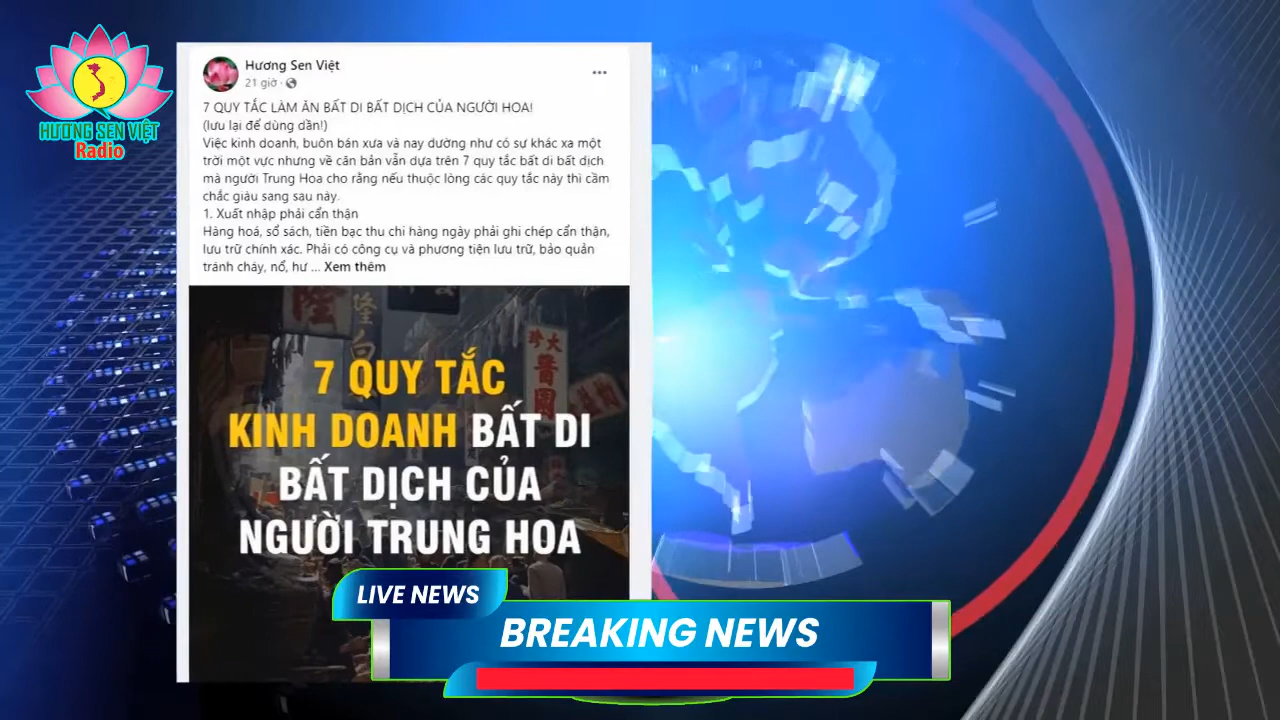 HƯƠNG SEN VIỆT
Radio
Hương Sen Việt
21 giờ ·
7 QUY TẮC LÀM ĂN BẤT DI BẤT DỊCH CỦA NGƯỜI HOA!
(lưu lại để dùng dần!)
Việc kinh doanh, buôn bán xưa và nay dường như có sự khác xa một
trời một vực nhưng về căn bản vẫn dựa trên 7 quy tắc bất di bất dịch
mà người Trung Hoa cho rằng nếu thuộc lòng các quy tắc này thì cầm
chắc giàu sang sau này.
1. Xuất nhập phải cẩn thận
Hàng hoá, sổ sách, tiền bạc thu chi hàng ngày phải ghi chép cẩn thận,
lưu trữ chính xác. Phải có công cụ và phương tiện lưu trữ, bảo quản
tránh cháy, nổ, hư ... Xem thêm
7 QUY TẮC
KINH DOANH BẤT DI
BẤT DỊCH CỦA
NGƯỜI TRUNG HOA
LIVE NEWS
BREAKING NEWS